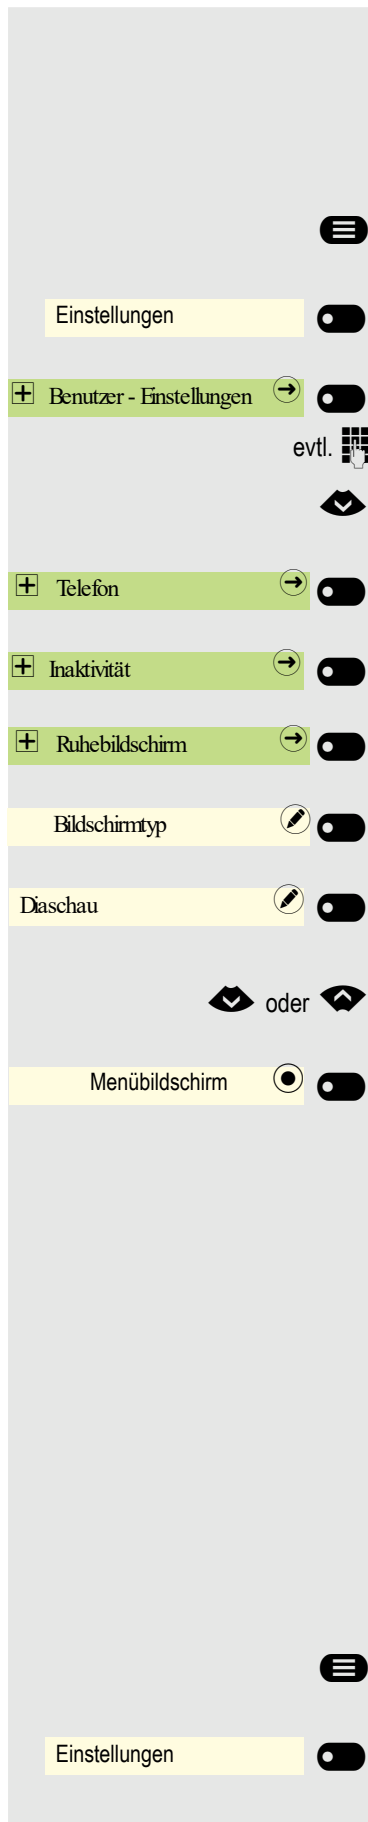 Einstellungen
Benutzer - Einstellungen
evtl.
Telefon
Inaktivität
Ruhebildschirm
Bildschirmtyp
Diaschau
oder
Menübildschirm
Einstellungen